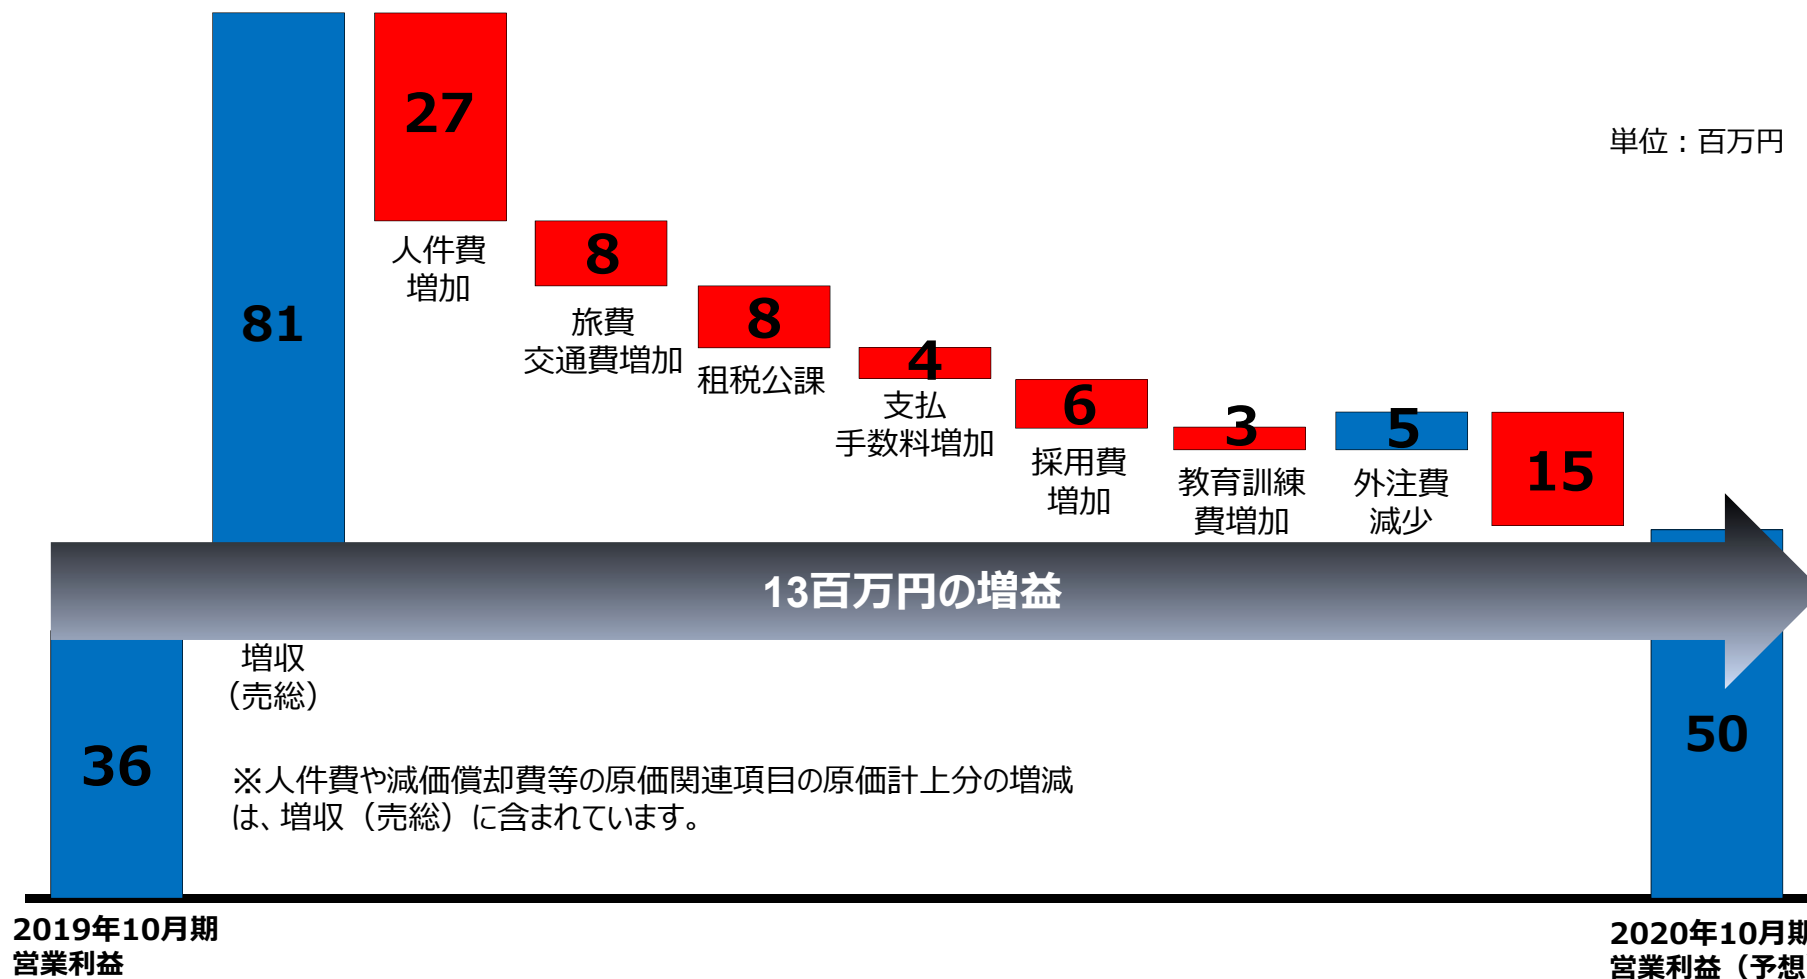 単位：百万円
81
27
人件費
増加
8
旅費
交通費増加
8
租税公課
4
支払
手数料増加
6
採用費
増加
3
教育訓練
費増加
5
外注費
減少
15
13百万円の増益
増収
（売総）
36
50
※人件費や減価償却費等の原価関連項目の原価計上分の増減
は、増収（売総）に含まれています。
2019年10月期
営業利益
2020年10月期
営業利益（予想